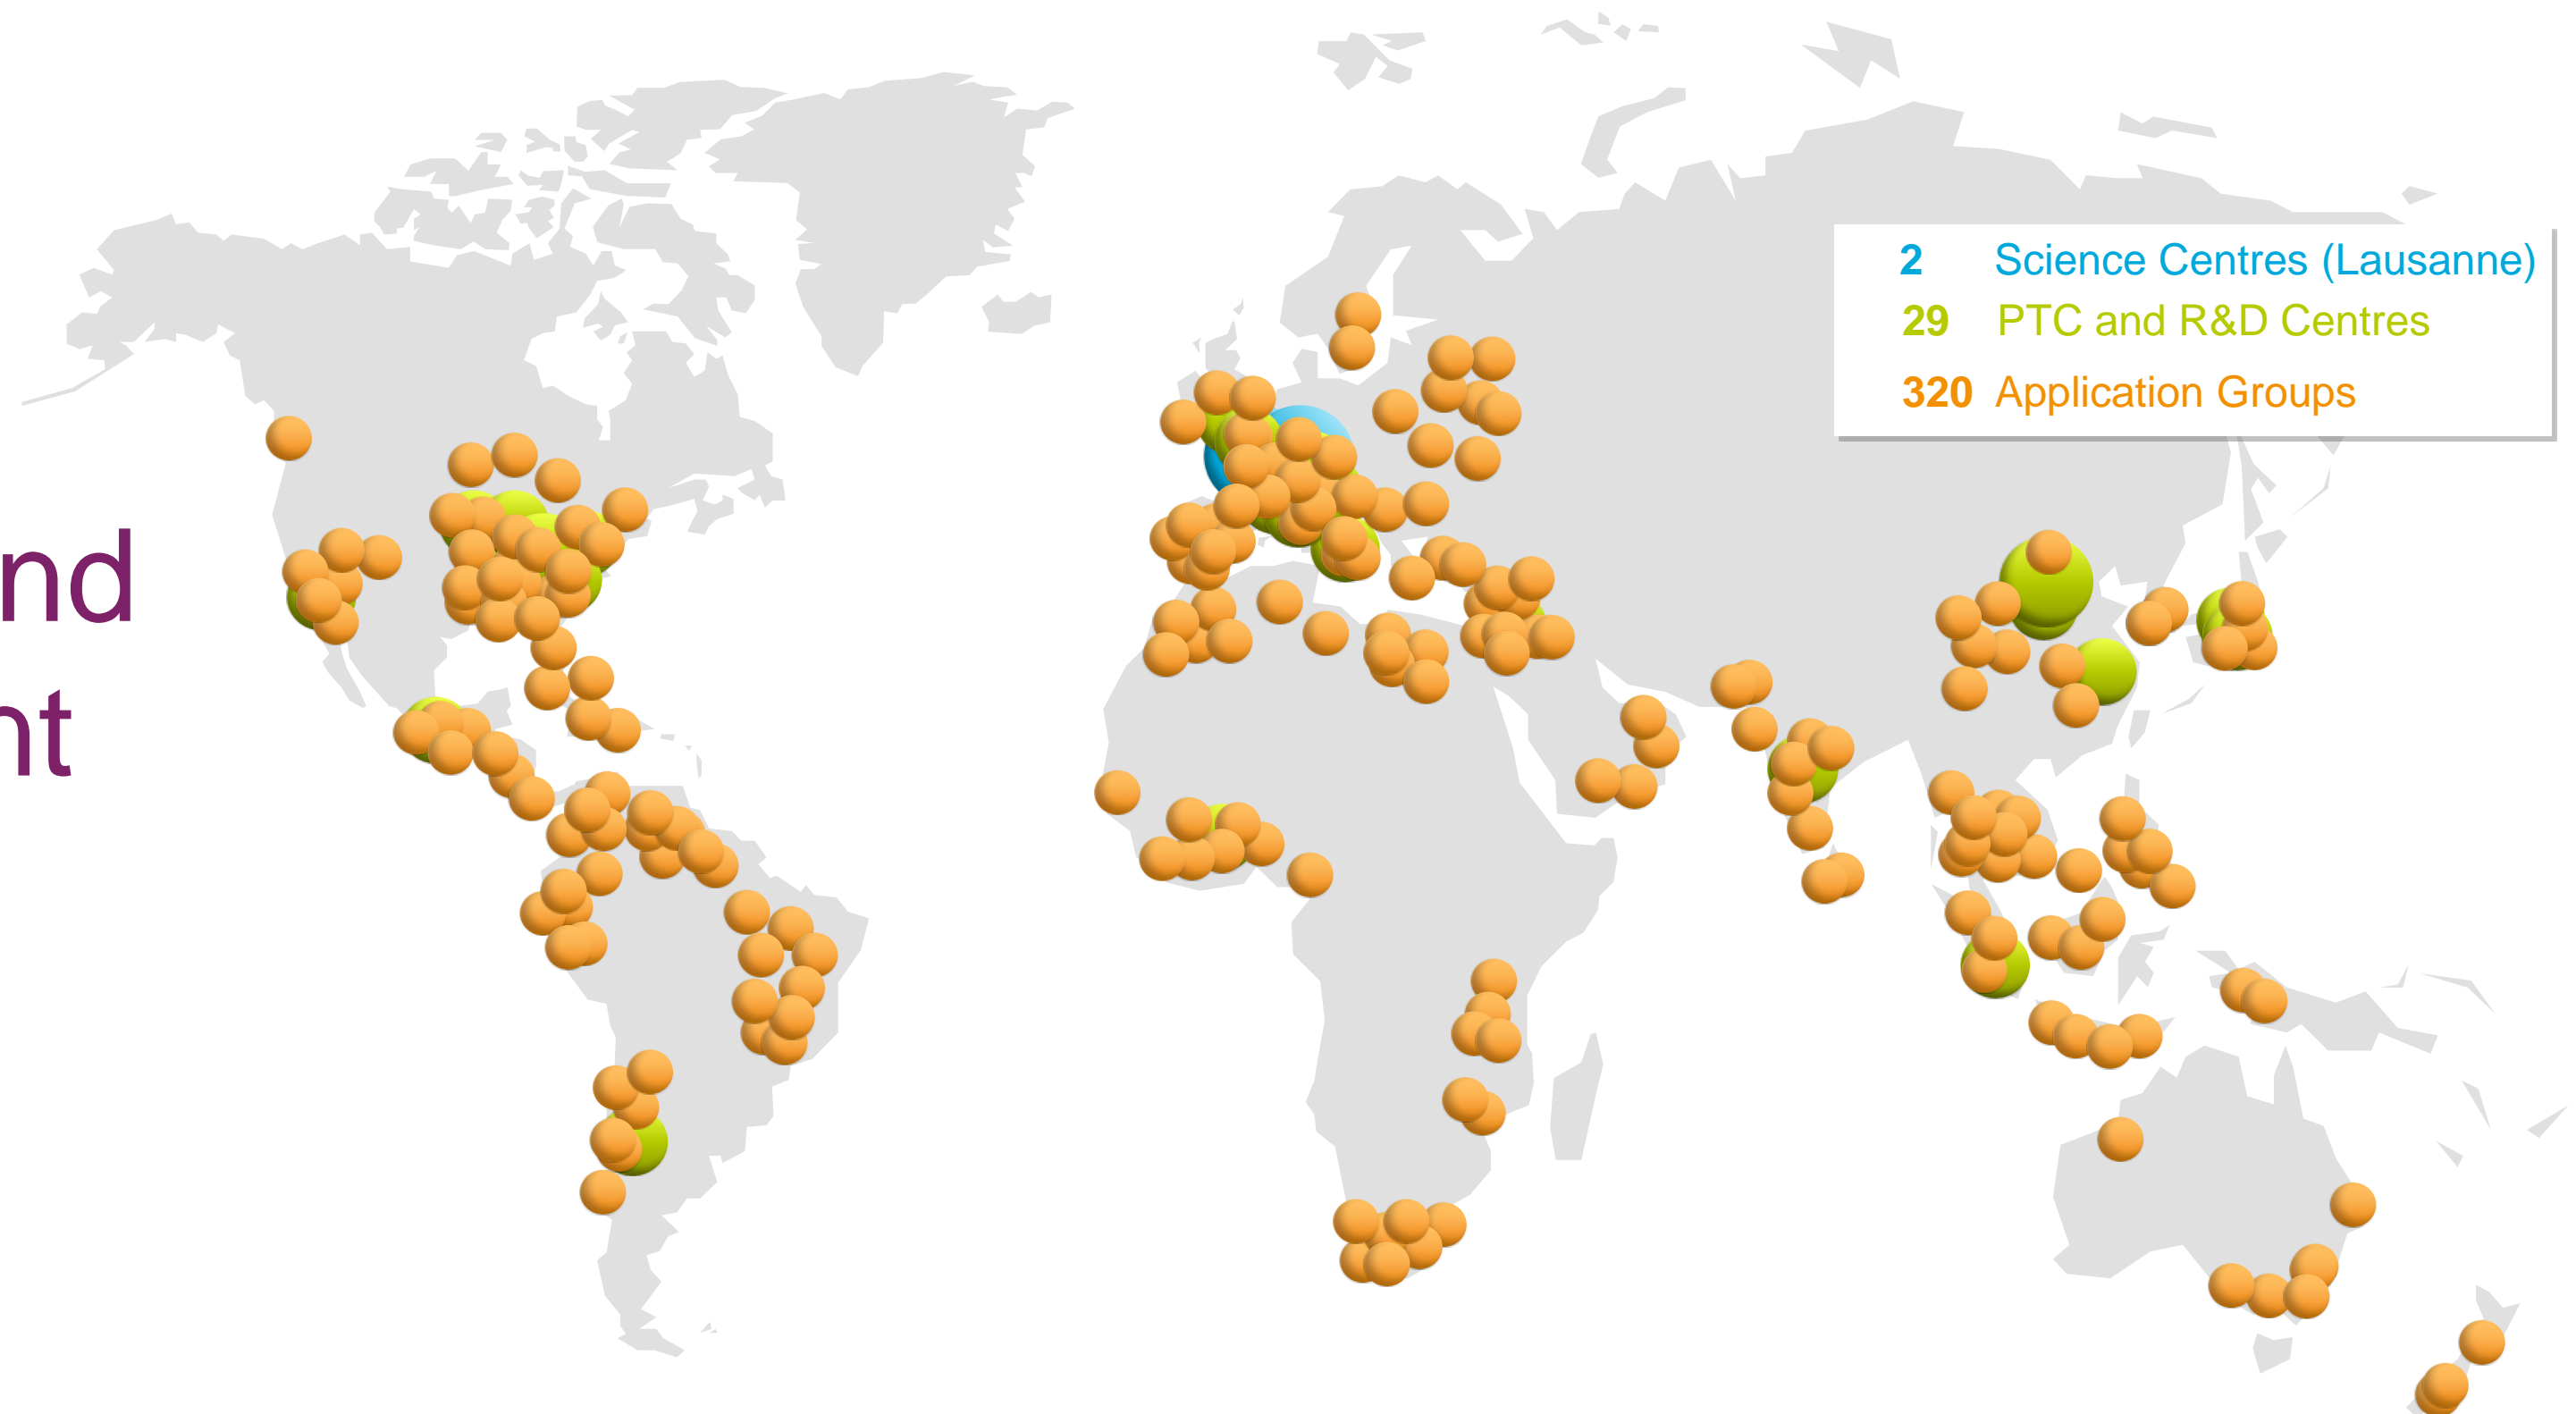 nd
nt
2 Science Centres (Lausanne)
29 PTC and R&D Centres
320 Application Groups